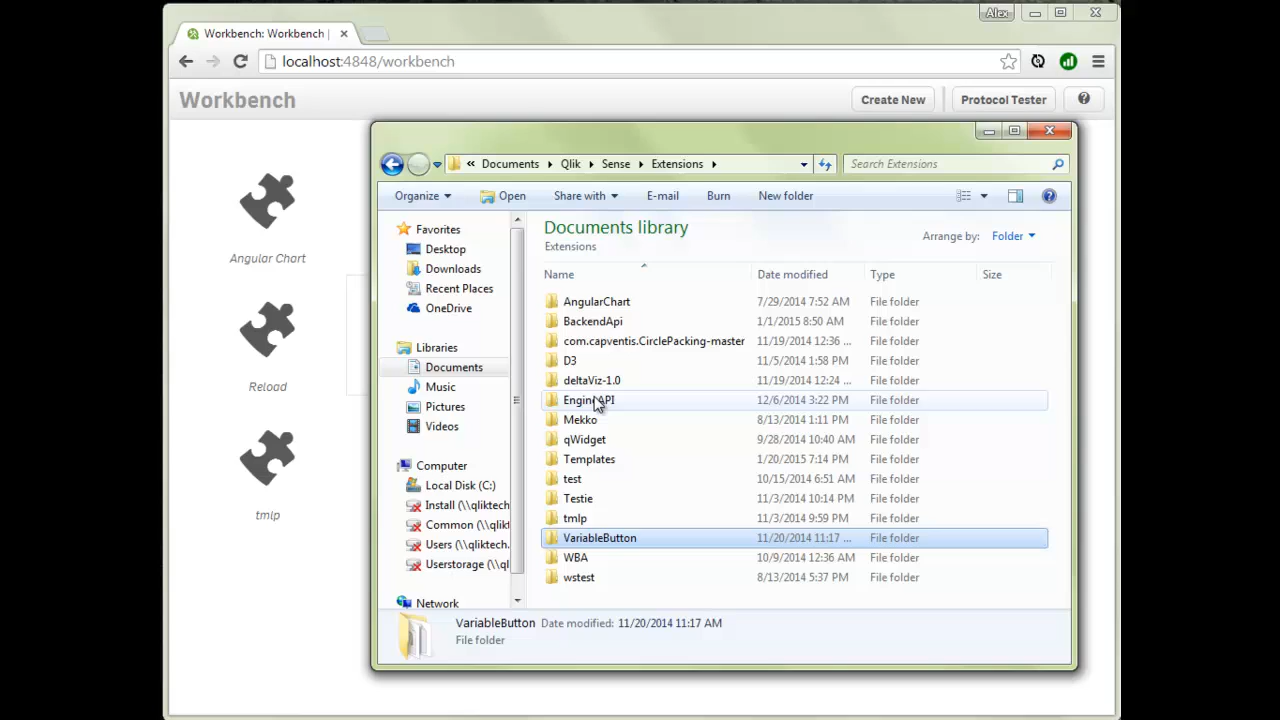 Alex
Workbench: Workbench |
localhost:4848/workbench
Workbench
Create New
Protocol Tester
Angular Chart
Reload
tmlp
« Documents Qlik Sense Extensions
Search Extensions
Organize Open Share with E-mail Burn New folder
Favorites
Desktop
Downloads
Recent Places
OneDrive
Libraries
Documents
Music
Pictures
Videos
Computer
Local Disk (C:)
Install (\\qliktech
Common (\\qliktec
Users (\\qliktech.
Userstorage (\\ql
Network
Documents library
Extensions
Arrange by: Folder
Name Date modified Type Size
AngularChart 7/29/2014 7:52 AM File folder
BackendApi 1/1/2015 8:50 AM File folder
com.capventis.CirclePacking-master 11/19/2014 12:36 ... File folder
D3 11/5/2014 1:58 PM File folder
deltaViz-1.0 11/19/2014 12:24 ... File folder
EngineAPI 12/6/2014 3:22 PM File folder
Mekko 8/13/2014 1:11 PM File folder
qWidget 9/28/2014 10:40 AM File folder
Templates 1/20/2015 7:14 PM File folder
test 10/15/2014 6:51 AM File folder
Testie 11/3/2014 10:14 PM File folder
tmlp 11/3/2014 9:59 PM File folder
VariableButton 11/20/2014 11:17 ... File folder
WBA 10/9/2014 12:36 AM File folder
wstest 8/13/2014 5:37 PM File folder
VariableButton Date modified: 11/20/2014 11:17 AM
File folder